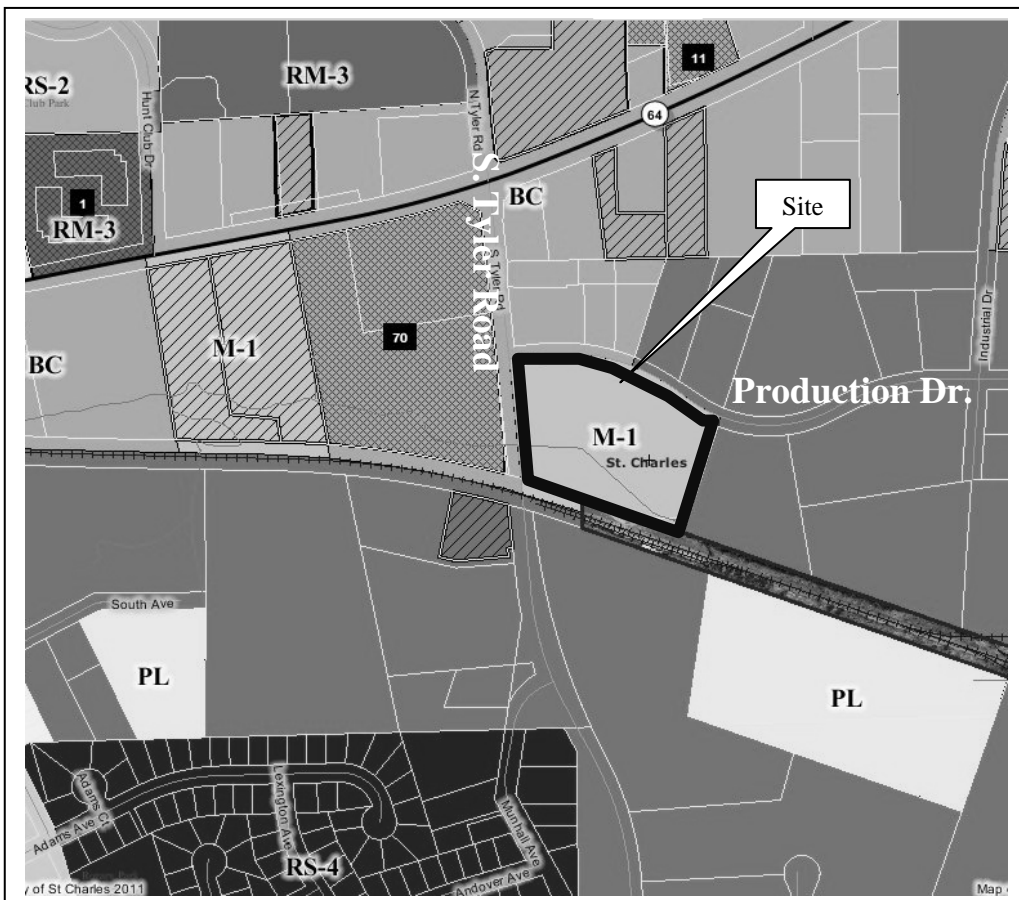 RM-3
RS-2
Club Park
Hunt Club Dr
N Tyler Rd
11
64
S. Tyler Road
BC
Site
1
RM-3
S. Tyler Rd
70
M-1
BC
Industrial Dr
Production Dr.
M-1
St. Charles
South Ave
PL
PL
Adams Ct
Adams Ave
Lexington Ave
Munhall Ave
RS-4
Andover Ave
y of St Charles 2011
Map